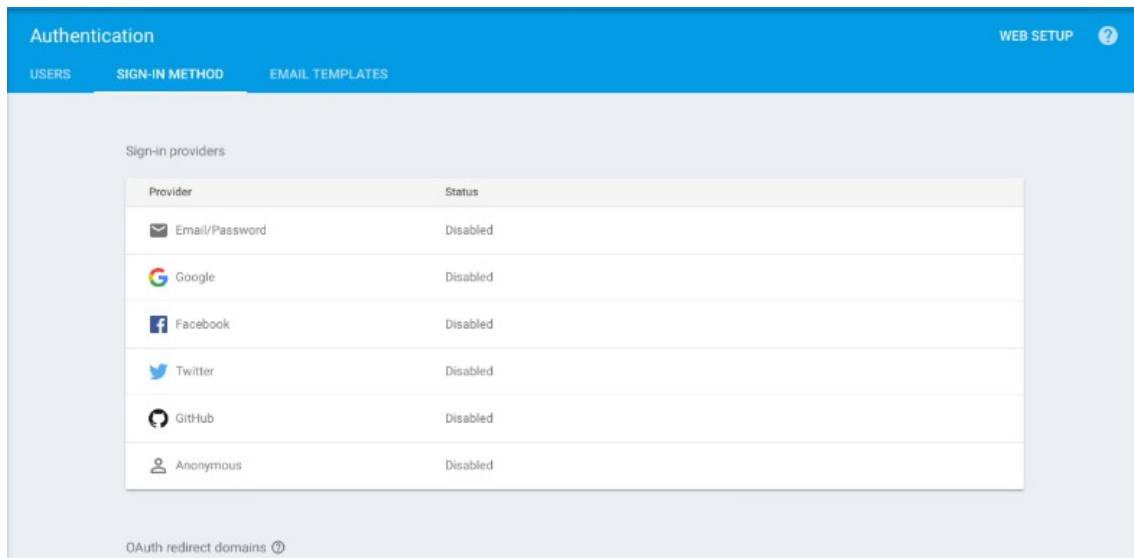 Authentication
WEB SETUP
USERS SIGN-IN METHOD EMAIL TEMPLATES
Sign-in providers
Provider Status
Email/Password Disabled
Google Disabled
Facebook Disabled
Twitter Disabled
GitHub Disabled
Anonymous Disabled
OAuth redirect domains